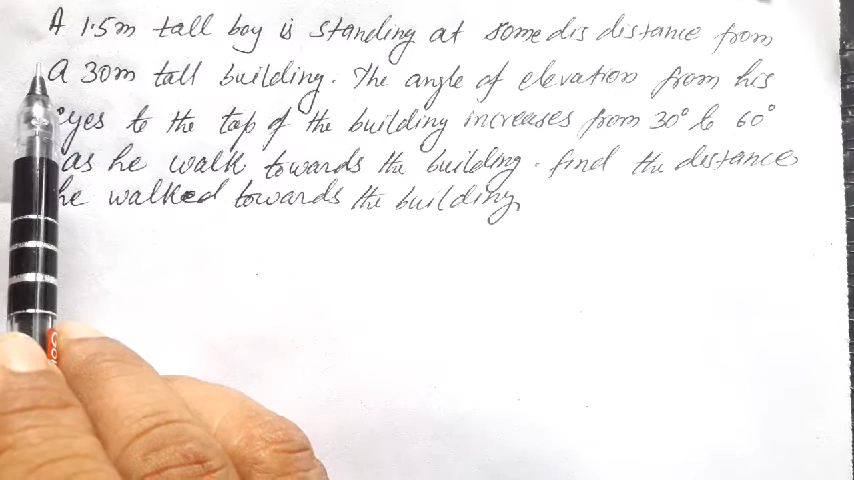 A 1.5m tall boy is standing at some dis distance from
a 30m tall building. The angle of elevation from his
eyes to the top of the building increases from 30° to 60°
as he walk towards the building. find the distance
he walked towards the building.